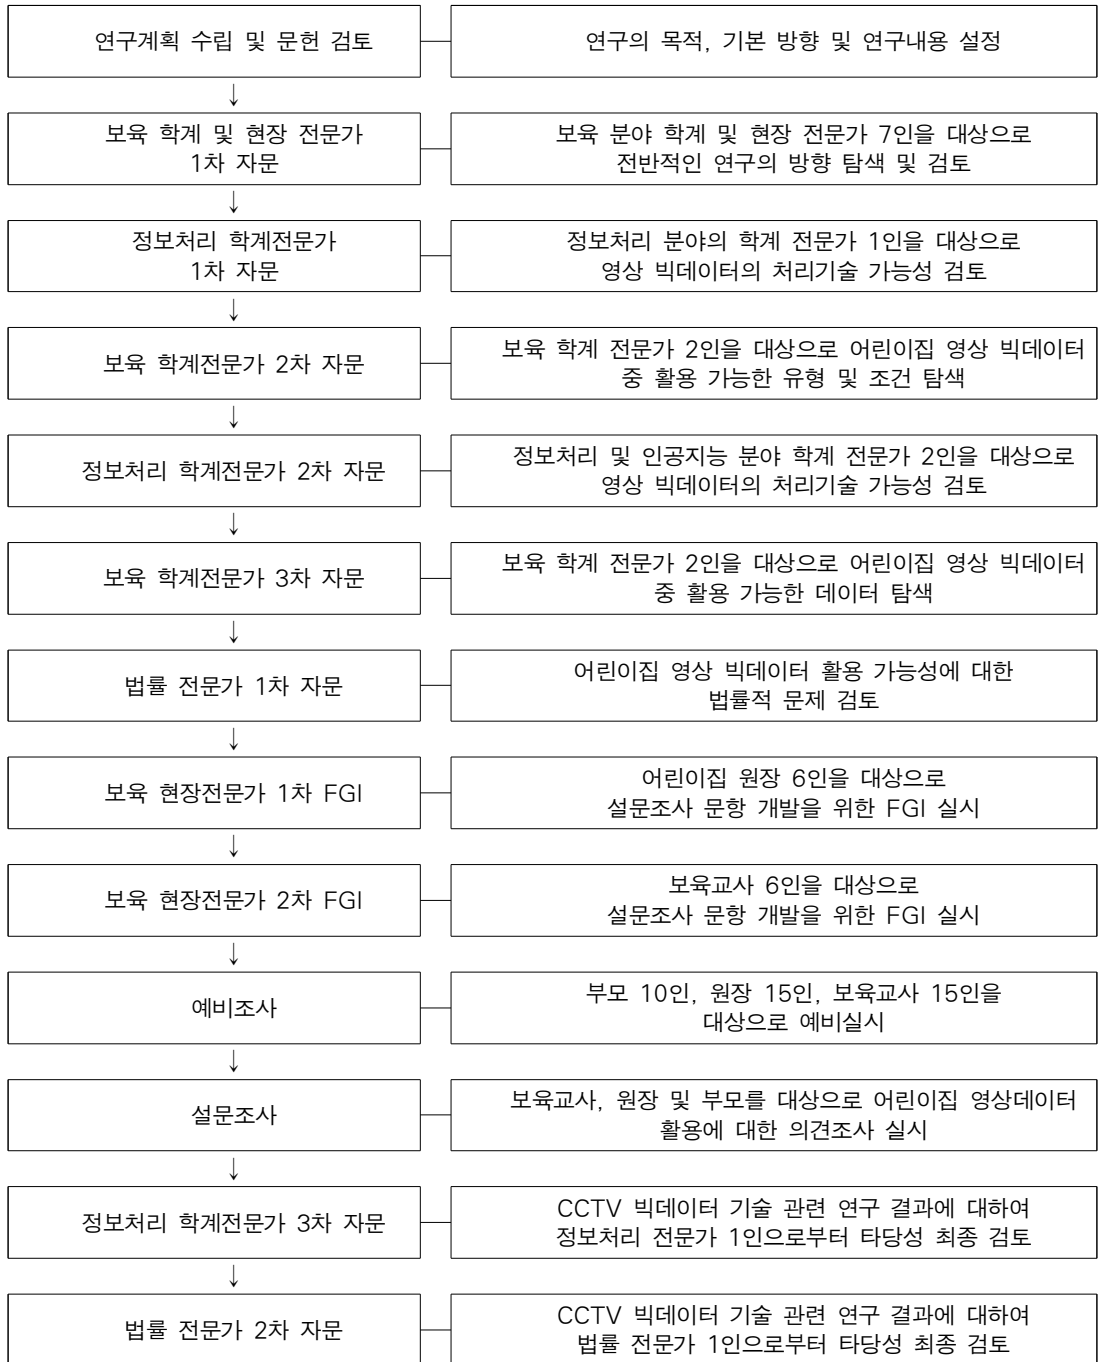 연구계획 수립 및 문헌 검토
연구의 목적, 기본 방향 및 연구내용 설정
↓
보육 학계 및 현장 전문가
1차 자문
보육 분야 학계 및 현장 전문가 7인을 대상으로
전반적인 연구의 방향 탐색 및 검토
↓
정보처리 학계전문가
1차 자문
정보처리 분야의 학계 전문가 1인을 대상으로
영상 빅데이터의 처리기술 가능성 검토
↓
보육 학계전문가 2차 자문
보육 학계 전문가 2인을 대상으로 어린이집 영상 빅데이터
중 활용 가능한 유형 및 조건 탐색
↓
정보처리 학계전문가 2차 자문
정보처리 및 인공지능 분야 학계 전문가 2인을 대상으로
영상 빅데이터의 처리기술 가능성 검토
↓
보육 학계전문가 3차 자문
보육 학계 전문가 2인을 대상으로 어린이집 영상 빅데이터
중 활용 가능한 데이터 탐색
↓
법률 전문가 1차 자문
어린이집 영상 빅데이터 활용 가능성에 대한
법률적 문제 검토
↓
보육 현장전문가 1차 FGI
어린이집 원장 6인을 대상으로
설문조사 문항 개발을 위한 FGI 실시
↓
보육 현장전문가 2차 FGI
보육교사 6인을 대상으로
설문조사 문항 개발을 위한 FGI 실시
↓
예비조사
부모 10인, 원장 15인, 보육교사 15인을
대상으로 예비실시
↓
설문조사
보육교사, 원장 및 부모를 대상으로 어린이집 영상데이터
활용에 대한 의견조사 실시
↓
정보처리 학계전문가 3차 자문
CCTV 빅데이터 기술 관련 연구 결과에 대하여
정보처리 전문가 1인으로부터 타당성 최종 검토
↓
법률 전문가 2차 자문
CCTV 빅데이터 기술 관련 연구 결과에 대하여
법률 전문가 1인으로부터 타당성 최종 검토